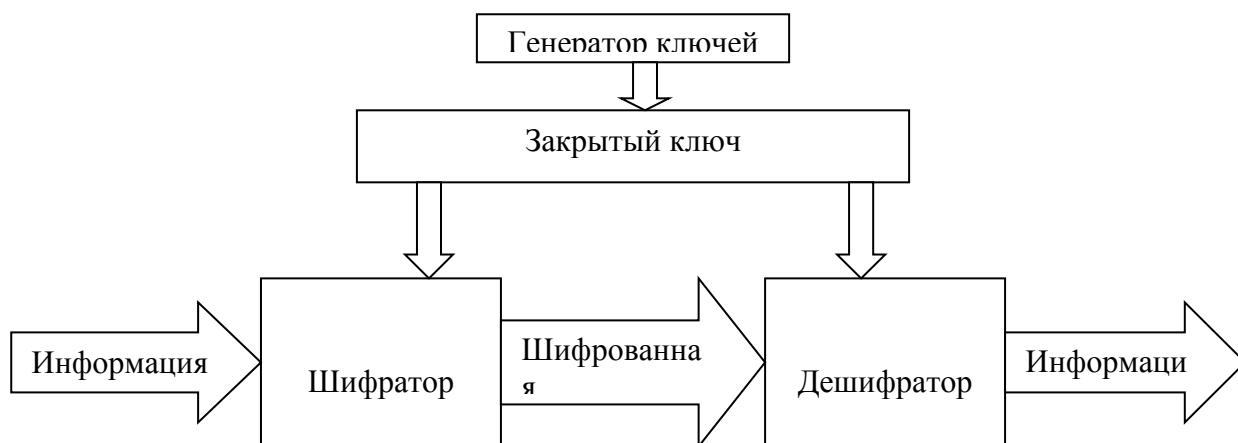 Генератор ключей
Закрытый ключ
Информация
Шифратор
Шифрованна
я
Дешифратор
Информаци